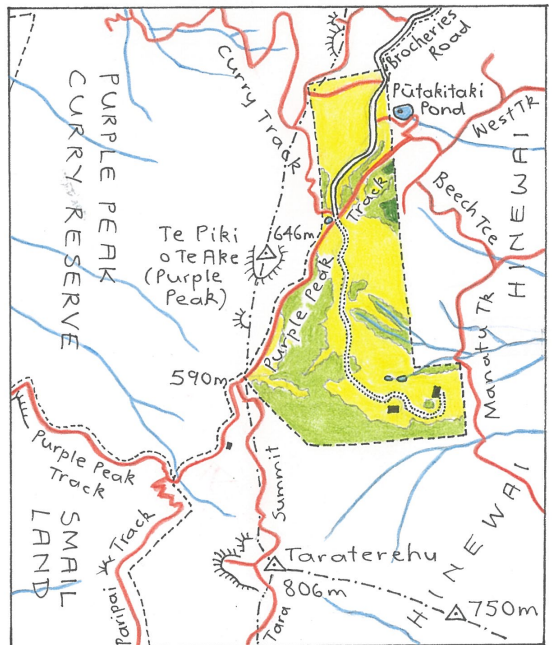 Brocheries
Road
Curry Track
Pūtakitaki
Pond
West Tk
PURPLE PEAK
CURRY RESERVE
HINEWAI
Beech Tce
Track
Te Piki
o Te Ake
(Purple
Peak)
646m
Purple Peak
Manatu Tk
590m
Purple Peak
Track
Summit
SMAIL
LAND
Track
Paripai
Taraterehu
806m
750m
HINEWAI
Tara